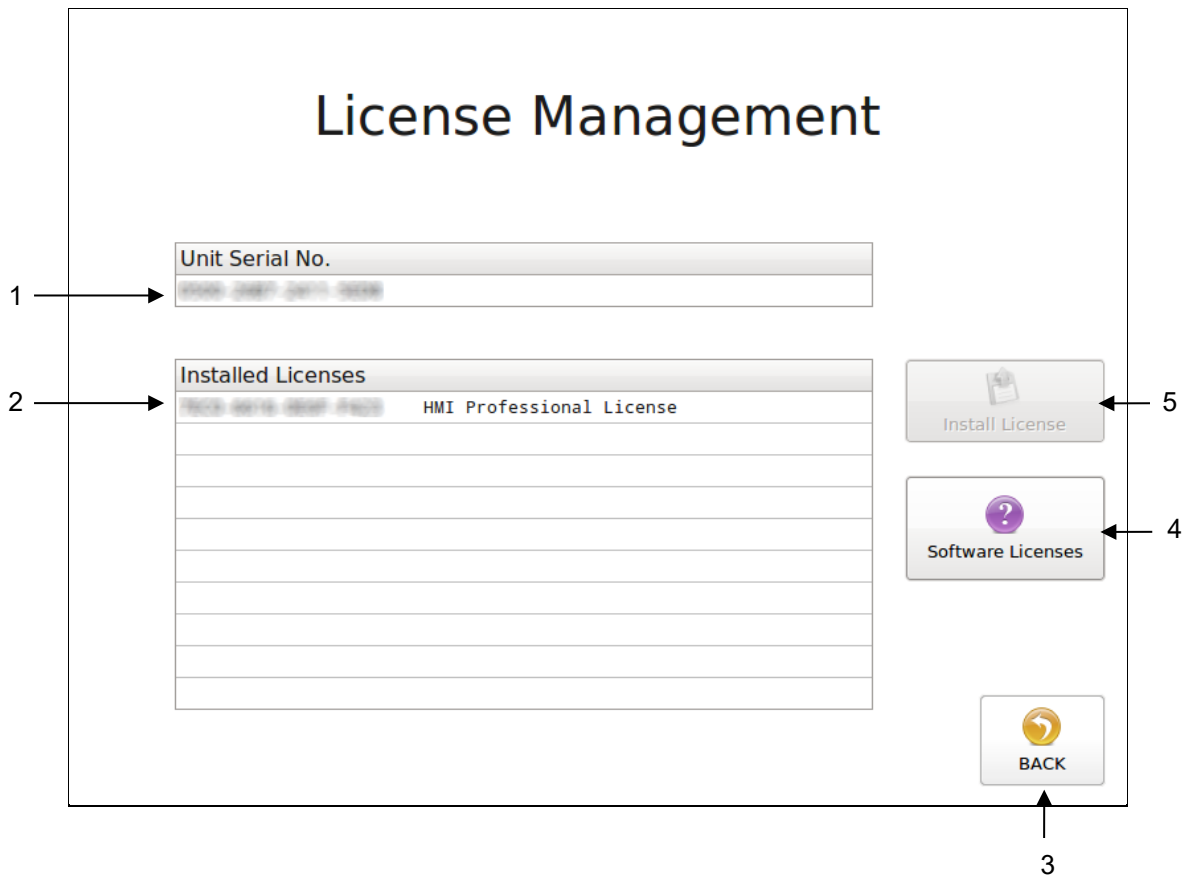 License Management
Unit Serial No.
1
Installed Licenses
2
HMI Professional License
Install License
5
Software Licenses
4
BACK
3